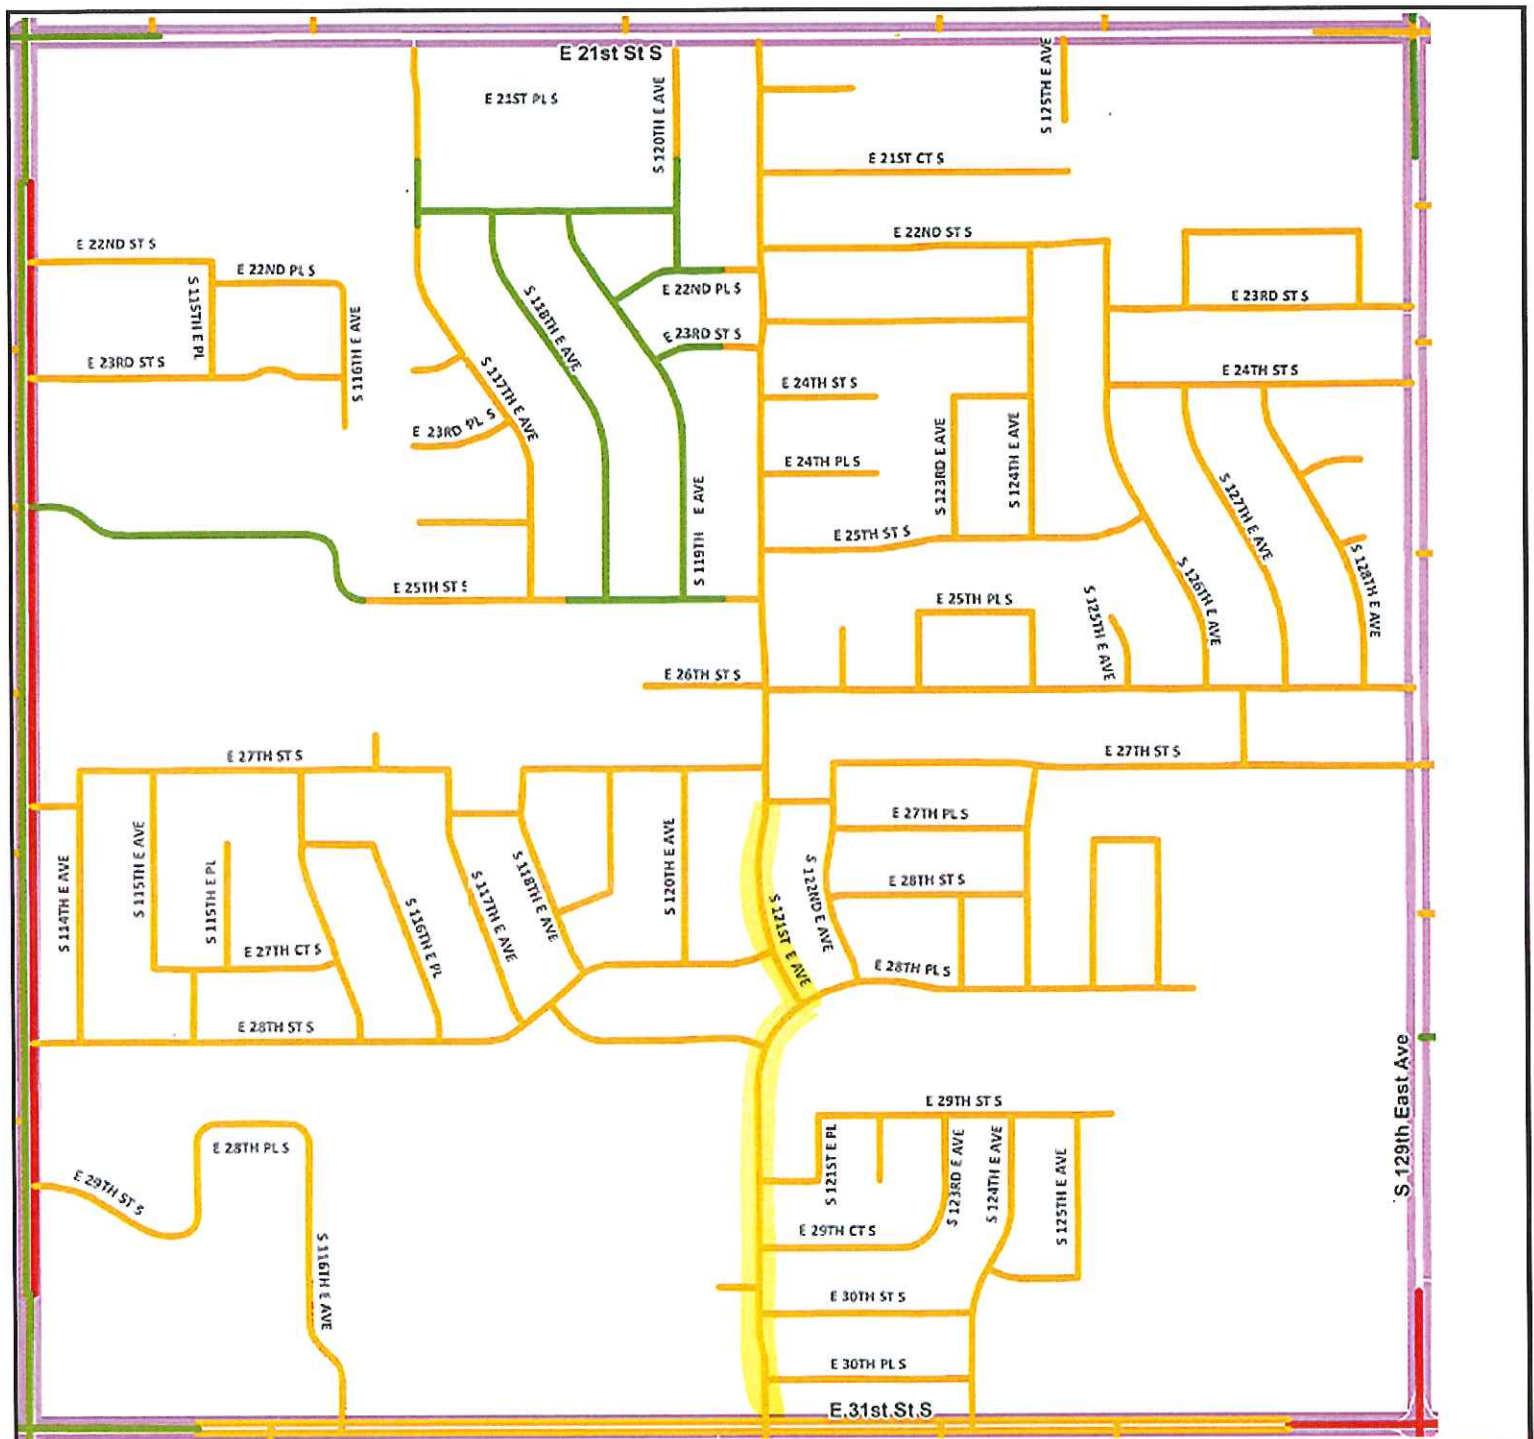 E 21st St S
E 21ST PL S
S 120TH E AVE
S 125TH E AVE
E 21ST CT S
E 22ND ST S
E 22ND ST S
E 22ND PL S
S 115TH E PL
S 116TH E AVE
E 23RD ST S
S 118TH E AVE
E 22ND PL S
E 23RD ST S
E 23RD ST S
S 117TH E AVE
E 23RD PL S
E 24TH ST S
E 24TH ST S
E 24TH PL S
S 123RD E AVE
S 124TH E AVE
S 127TH E AVE
S 119TH E AVE
E 25TH ST S
S 126TH E AVE
S 128TH E AVE
E 25TH ST S
E 25TH PL S
S 125TH E AVE
E 26TH ST S
E 27TH ST S
E 27TH ST S
E 27TH PL S
S 114TH E AVE
S 115TH E AVE
S 115TH E PL
E 27TH CT S
S 116TH E PL
S 117TH E AVE
S 118TH E AVE
S 120TH E AVE
S 121ST E AVE
S 122ND E AVE
E 28TH ST S
E 28TH PL S
E 28TH ST S
S 129th East Ave
E 28TH PL S
E 29TH ST S
S 116TH E AVE
E 29TH ST S
S 121ST E PL
S 123RD E AVE
S 124TH E AVE
S 125TH E AVE
E 29TH CT S
E 30TH ST S
E 30TH PL S
E 31st St S